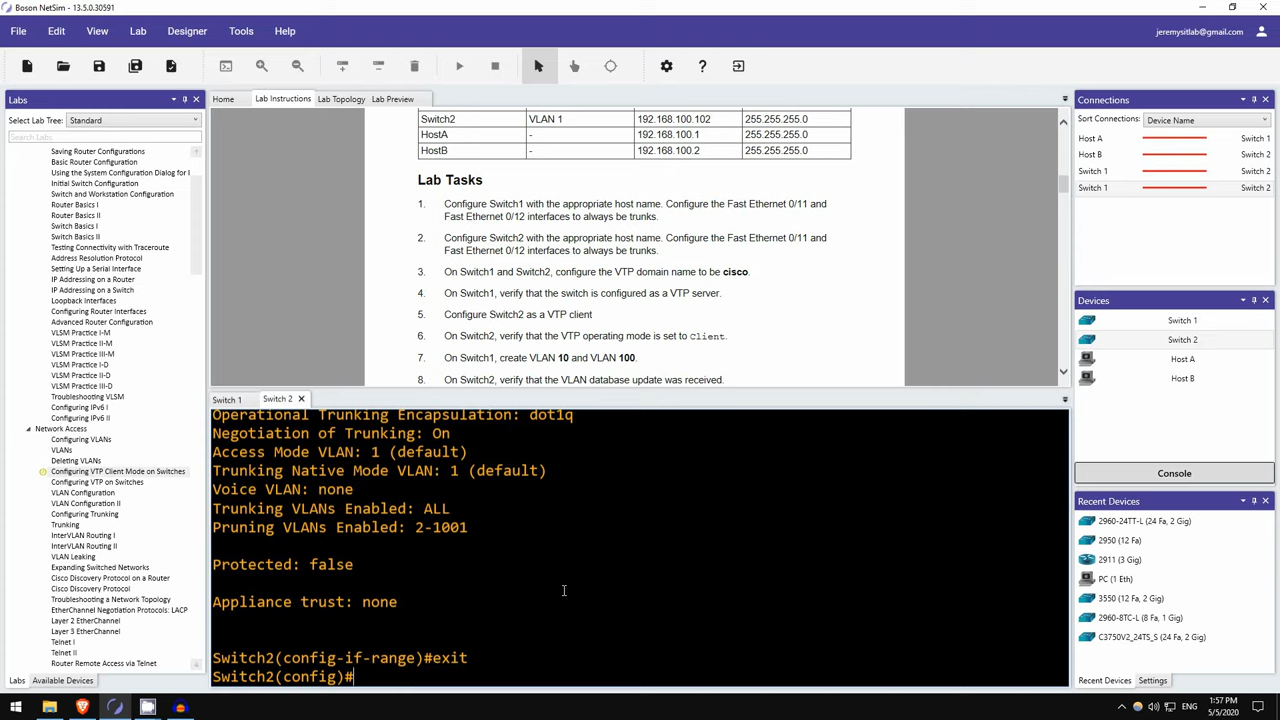 Boson NetSim - 13.5.0.30591
File Edit View Lab Designer Tools Help
jeremysitlab@gmail.com
Labs
Select Lab Tree: Standard
Search Labs
Saving Router Configurations
Basic Router Configuration
Using the System Configuration Dialog for I
Initial Switch Configuration
Switch and Workstation Configuration
Router Basics I
Router Basics II
Switch Basics I
Switch Basics II
Testing Connectivity with Traceroute
Address Resolution Protocol
Setting Up a Serial Interface
IP Addressing on a Router
IP Addressing on a Switch
Loopback Interfaces
Configuring Router Interfaces
Advanced Router Configuration
VLSM Practice I-M
VLSM Practice II-M
VLSM Practice III-M
VLSM Practice I-D
VLSM Practice II-D
VLSM Practice III-D
Troubleshooting VLSM
Configuring IPv6 I
Configuring IPv6 II
Network Access
Configuring VLANs
VLANs
Deleting VLANs
Configuring VTP Client Mode on Switches
Configuring VTP on Switches
VLAN Configuration
VLAN Configuration II
Configuring Trunking
Trunking
InterVLAN Routing I
InterVLAN Routing II
VLAN Leaking
Expanding Switched Networks
Cisco Discovery Protocol on a Router
Cisco Discovery Protocol
Troubleshooting a Trunking Network
EtherChannel Negotiation Protocols: LACP
Layer 2 EtherChannel
Layer 3 EtherChannel
Telnet I
Telnet II
Router Remote Access via Telnet
Labs Available Devices
Home Lab Instructions Lab Topology Lab Preview
Switch2 VLAN 1 192.168.100.102 255.255.255.0
HostA - 192.168.100.1 255.255.255.0
HostB - 192.168.100.2 255.255.255.0
Lab Tasks
1. Configure Switch1 with the appropriate host name. Configure the Fast Ethernet 0/11 and
Fast Ethernet 0/12 interfaces to always be trunks.
2. Configure Switch2 with the appropriate host name. Configure the Fast Ethernet 0/11 and
Fast Ethernet 0/12 interfaces to always be trunks.
3. On Switch1 and Switch2, configure the VTP domain name to be cisco.
4. On Switch1, verify that the switch is configured as a VTP server.
5. Configure Switch2 as a VTP client
6. On Switch2, verify that the VTP operating mode is set to Client.
7. On Switch1, create VLAN 10 and VLAN 100.
8. On Switch2, verify that the VLAN database update was received.
Switch 1 Switch 2
Operational Trunking Encapsulation: dot1q
Negotiation of Trunking: On
Access Mode VLAN: 1 (default)
Trunking Native Mode VLAN: 1 (default)
Voice VLAN: none
Trunking VLANs Enabled: ALL
Pruning VLANs Enabled: 2-1001
Protected: false
Appliance trust: none
Switch2(config-if-range)#exit
Switch2(config)#
Connections
Sort Connections: Device Name
Host A Switch 1
Host B Switch 2
Switch 1 Switch 2
Switch 1 Switch 2
Devices
Switch 1
Switch 2
Host A
Host B
Console
Recent Devices
2960-24TT-L (24 Fa, 2 Gig)
2950 (12 Fa)
2911 (3 Gig)
PC (1 Eth)
3550 (12 Fa, 2 Gig)
2960-8TC-L (8 Fa, 1 Gig)
C3750V2_24TS_S (24 Fa, 2 Gig)
Recent Devices Settings
ENG
1:57 PM
5/5/2020